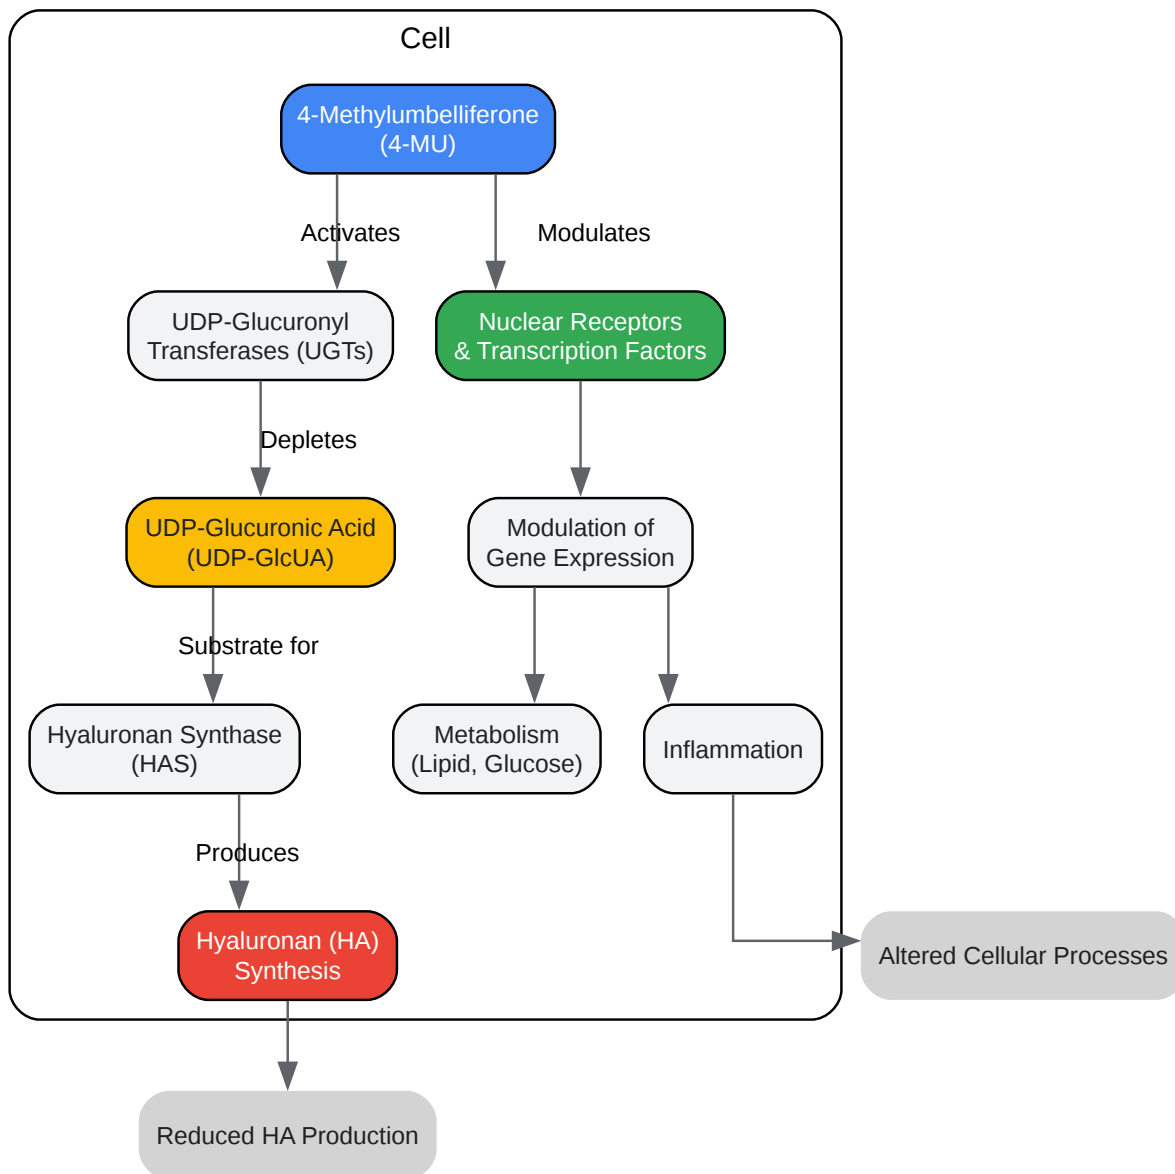 Cell
4-Methylumbelliferone
(4-MU)
Activates
Modulates
UDP-Glucuronyl
Transferases (UGTs)
Nuclear Receptors
& Transcription Factors
Depletes
UDP-Glucuronic Acid
(UDP-GlcUA)
Modulation of
Gene Expression
Substrate for
Hyaluronan Synthase
(HAS)
Metabolism
(Lipid, Glucose)
Inflammation
Produces
Hyaluronan (HA)
Synthesis
Altered Cellular Processes
Reduced HA Production